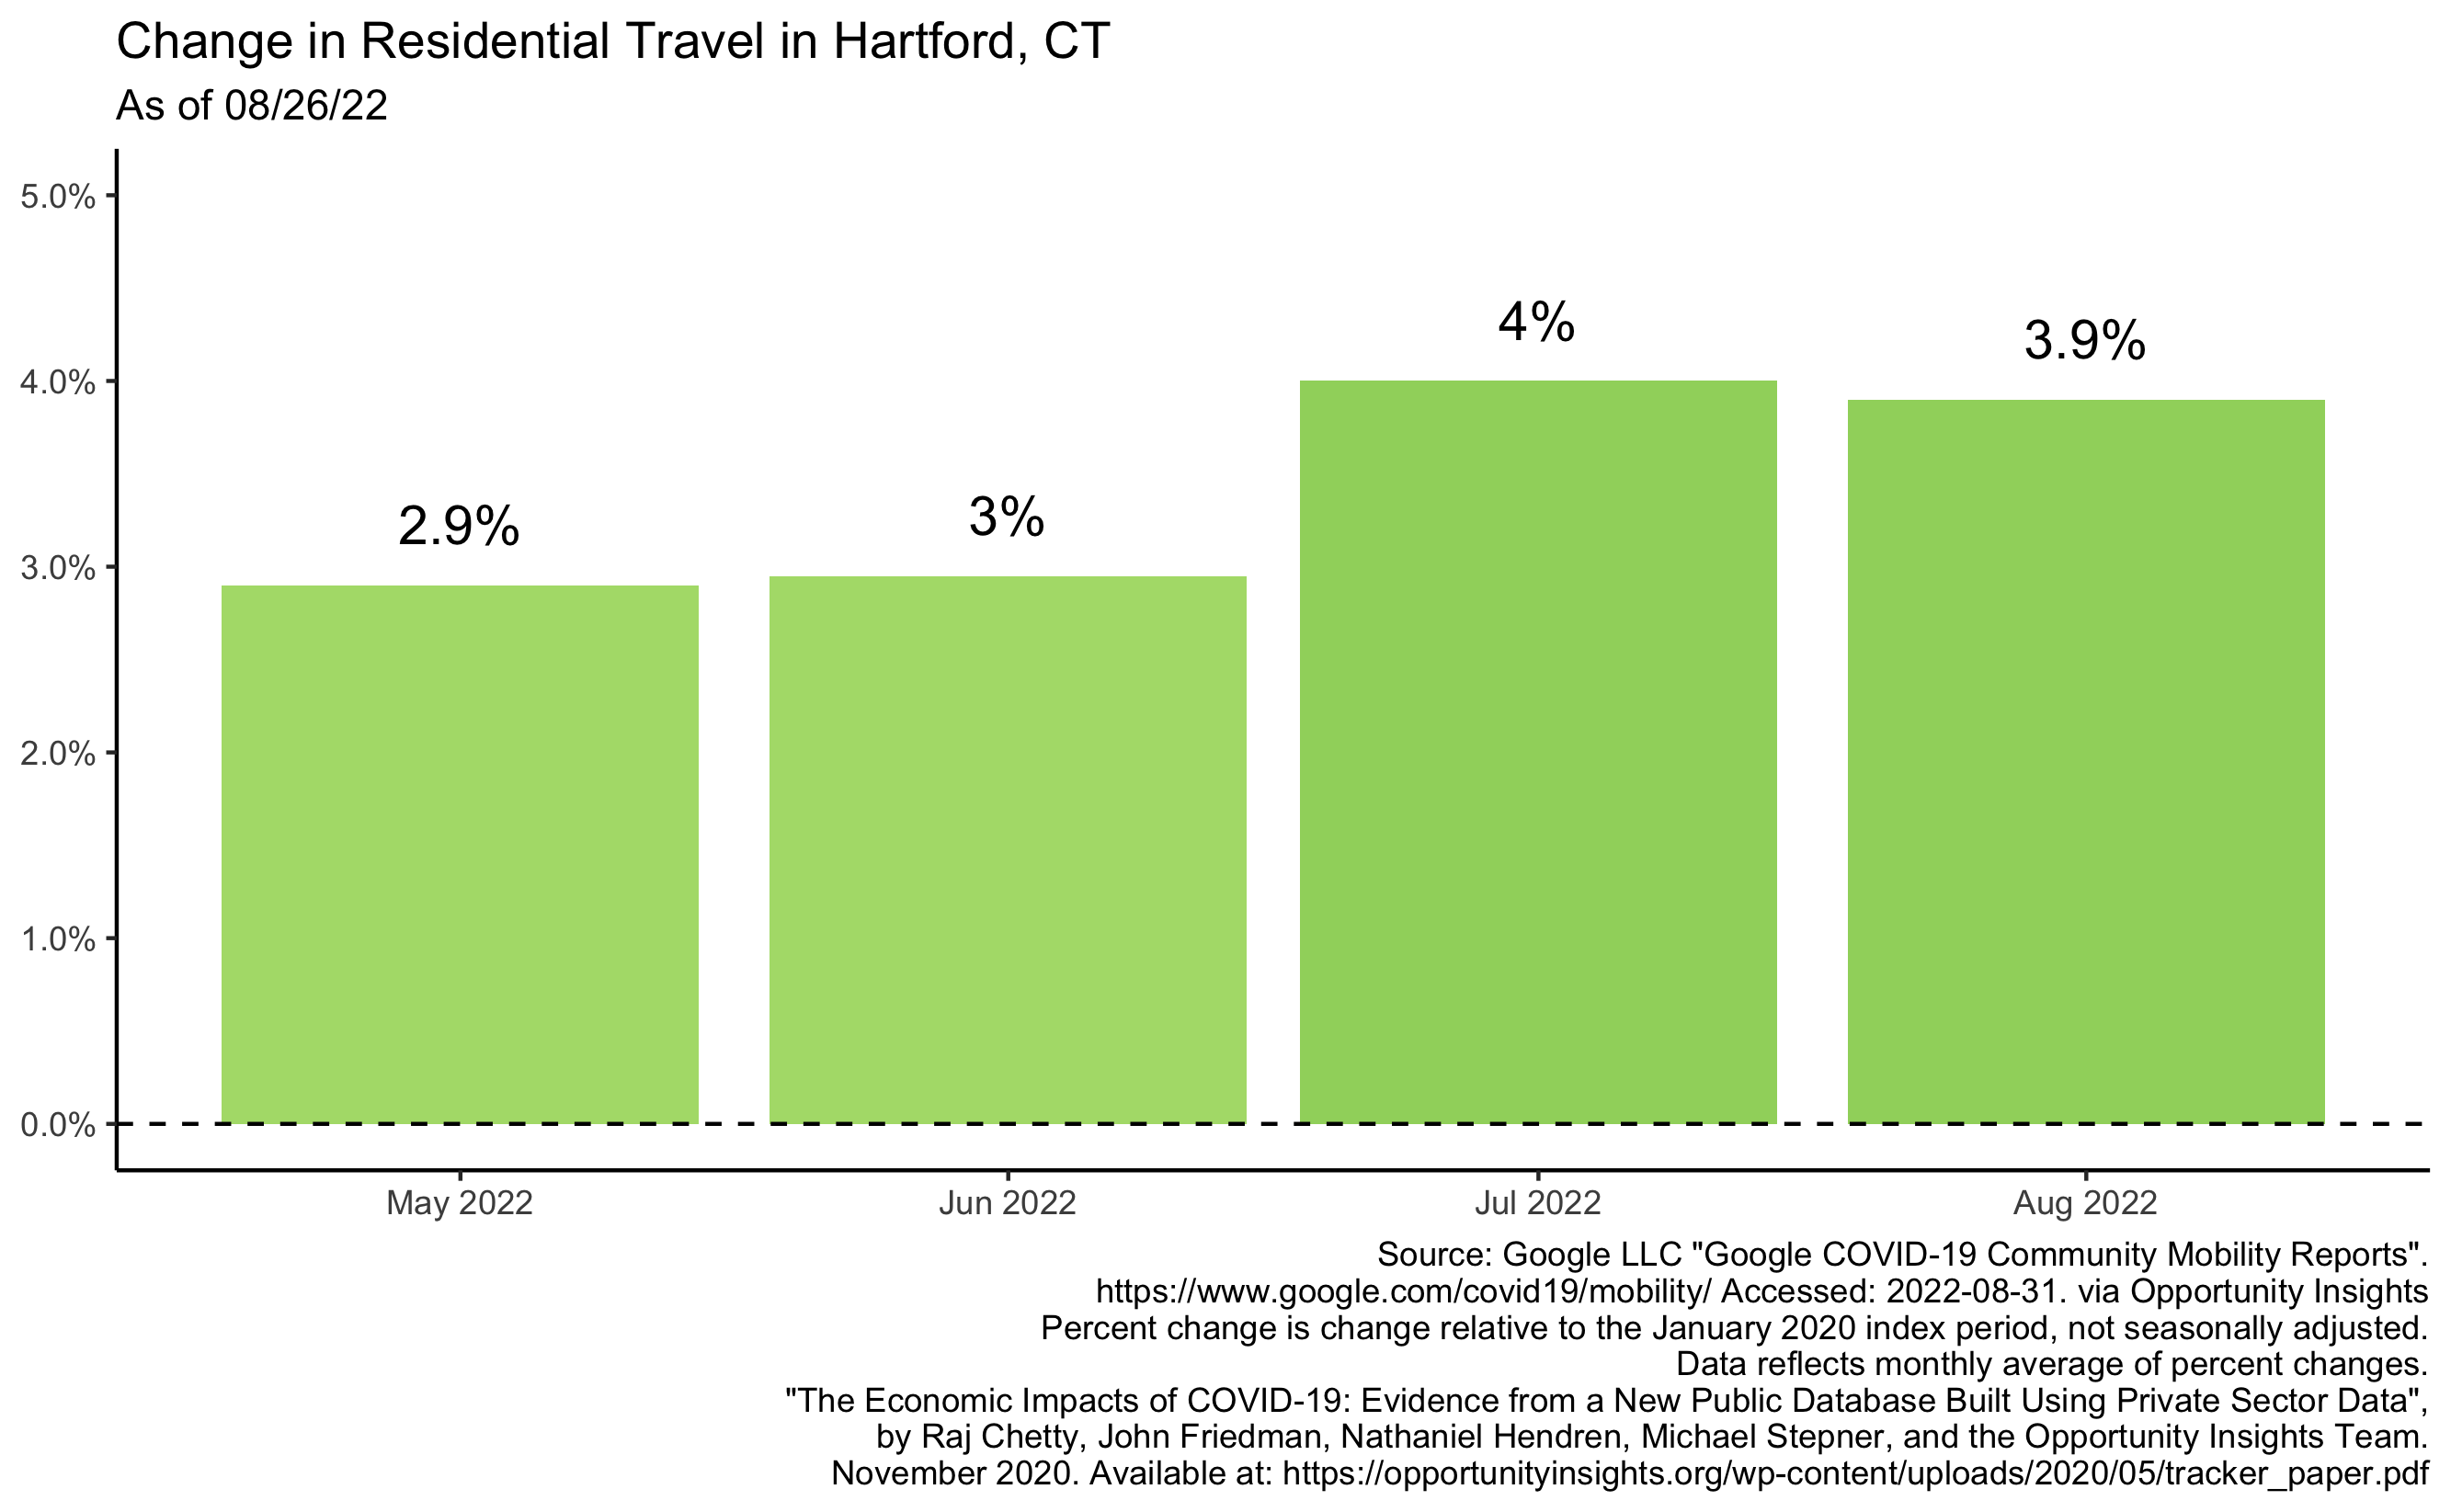 Change in Residential Travel in Hartford, CT
As of 08/26/22
5.0%
4.0%
3.0%
2.0%
1.0%
0.0%
2.9%
3%
4%
3.9%
May 2022
Jun 2022
Jul 2022
Aug 2022
Source: Google LLC "Google COVID-19 Community Mobility Reports".
https://www.google.com/covid19/mobility/ Accessed: 2022-08-31. via Opportunity Insights
Percent change is change relative to the January 2020 index period, not seasonally adjusted.
Data reflects monthly average of percent changes.
"The Economic Impacts of COVID-19: Evidence from a New Public Database Built Using Private Sector Data",
by Raj Chetty, John Friedman, Nathaniel Hendren, Michael Stepner, and the Opportunity Insights Team.
November 2020. Available at: https://opportunityinsights.org/wp-content/uploads/2020/05/tracker_paper.pdf